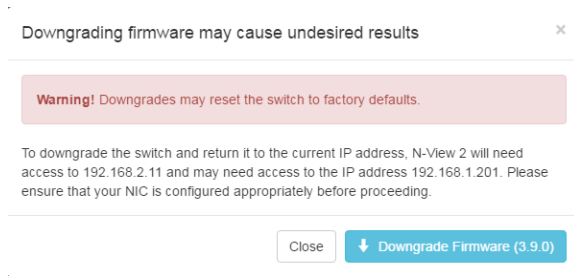 Downgrading firmware may cause undesired results ×
Warning! Downgrades may reset the switch to factory defaults.
To downgrade the switch and return it to the current IP address, N-View 2 will need
access to 192.168.2.11 and may need access to the IP address 192.168.1.201. Please
ensure that your NIC is configured appropriately before proceeding.
Close Downgrade Firmware (3.9.0)